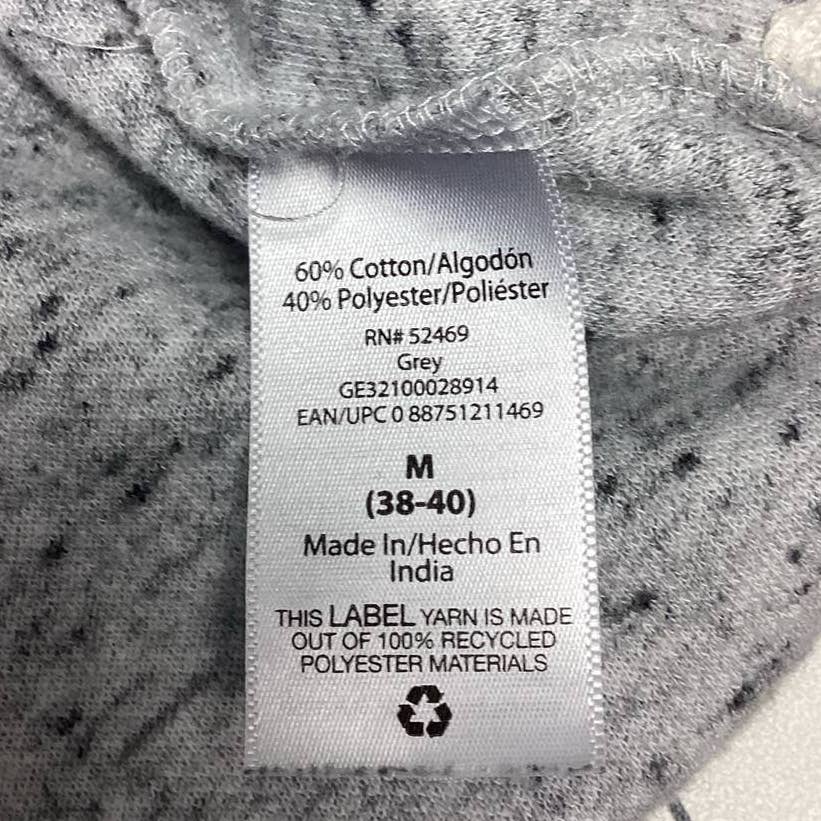 60% Cotton/Algodón
40% Polyester/Poliéster
RN# 52469
Grey
GE32100028914
EAN/UPC 0 88751211469
M
(38-40)
Made In/Hecho En
India
THIS LABEL YARN IS MADE
OUT OF 100% RECYCLED
POLYESTER MATERIALS